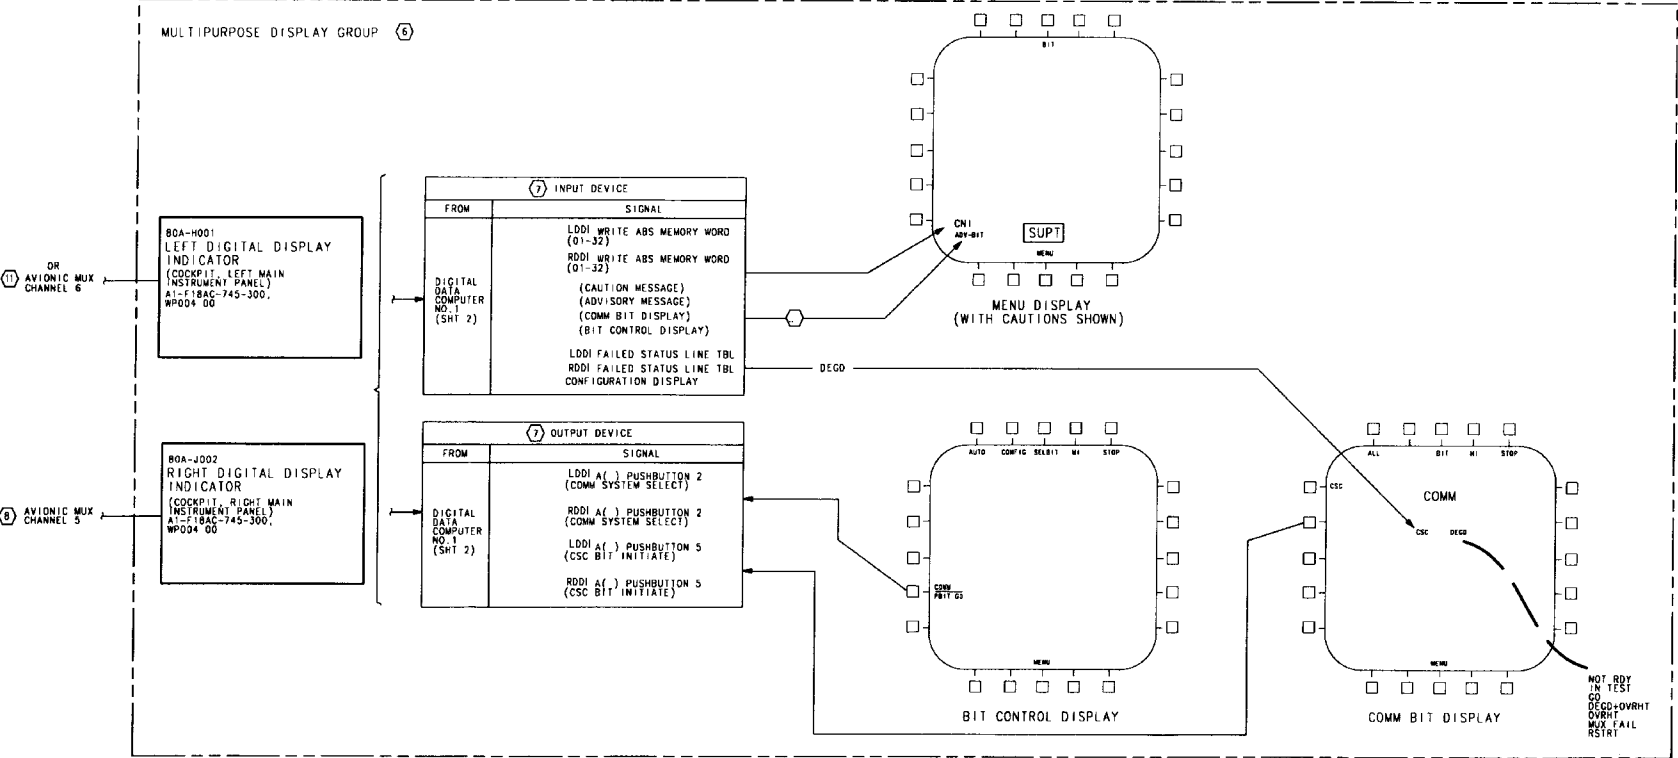 MULTIPURPOSE DISPLAY GROUP 6
11
OR
AVIONIC MUX
CHANNEL 6
80A-H001
LEFT DIGITAL DISPLAY
INDICATOR
(COCKPIT, LEFT MAIN
INSTRUMENT PANEL)
A1-F18AC-745-300,
WP004 00
8 AVIONIC MUX
CHANNEL 5
80A-J002
RIGHT DIGITAL DISPLAY
INDICATOR
(COCKPIT, RIGHT MAIN
INSTRUMENT PANEL)
A1-F18AC-745-300,
WP004 00
7 INPUT DEVICE
FROM SIGNAL
DIGITAL
DATA
COMPUTER
NO.1
(SHT 2)
LDDI WRITE ABS MEMORY WORD
(01-32)
RDDI WRITE ABS MEMORY WORD
(01-32)
(CAUTION MESSAGE)
(ADVISORY MESSAGE)
(COMM BIT DISPLAY)
(BIT CONTROL DISPLAY)
LDDI FAILED STATUS LINE TBL
RDDI FAILED STATUS LINE TBL
CONFIGURATION DISPLAY
DEGD
7 OUTPUT DEVICE
FROM SIGNAL
DIGITAL
DATA
COMPUTER
NO.1
(SHT 2)
LDDI A( ) PUSHBUTTON 2
(COMM SYSTEM SELECT)
RDDI A( ) PUSHBUTTON 2
(COMM SYSTEM SELECT)
LDDI A( ) PUSHBUTTON 5
(CSC BIT INITIATE)
RDDI A( ) PUSHBUTTON 5
(CSC BIT INITIATE)
BIT
CNI
ADV-BIT
SUPT
MENU
MENU DISPLAY
(WITH CAUTIONS SHOWN)
AUTO CONFIG SELBIT MI STOP
COMM
PBIT GO
MENU
BIT CONTROL DISPLAY
ALL BIT MI STOP
CSC
COMM
CSC DEGD
MENU
COMM BIT DISPLAY
NOT RDY
IN TEST
GO
DEGD+OVRHT
OVRHT
MUX FAIL
RSTRT